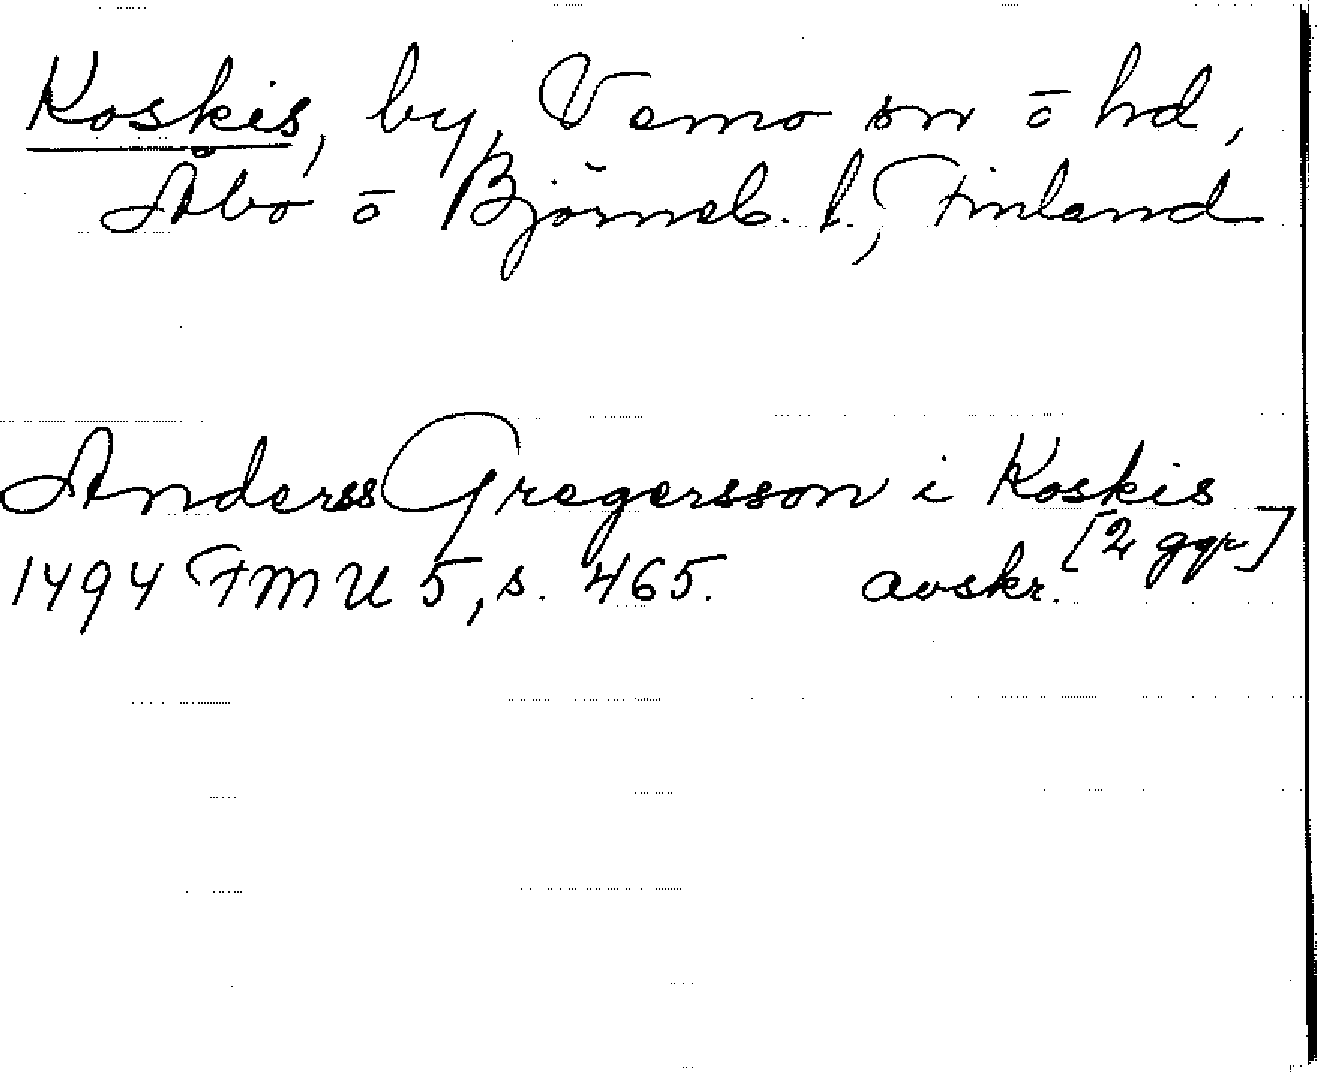 Koskis, by, Vemo sn ō hd,
Åbo ō Björneb. l., Finland
Anderss Gregersson i Koskis
[2 ggr]
1494 FMU 5, s. 465. avskr.